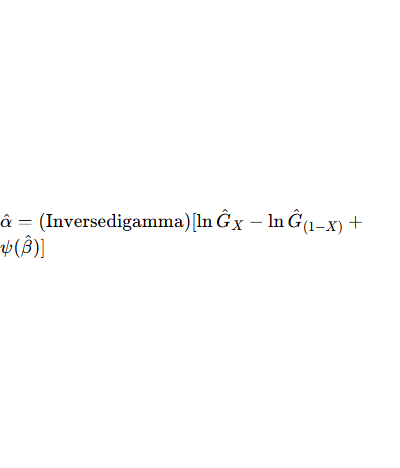 α̂ = (Inversedigamma)[ln Ĝ_X − ln Ĝ_(1−X) +
ψ(β̂)]